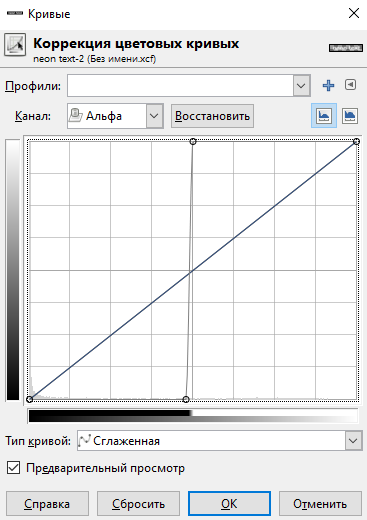 Кривые
Коррекция цветовых кривых
neon text-2 (Без имени.xcf)
Профили:
Канал: Альфа Восстановить
Тип кривой: Сглаженная
Предварительный просмотр
Справка Сбросить OK Отменить